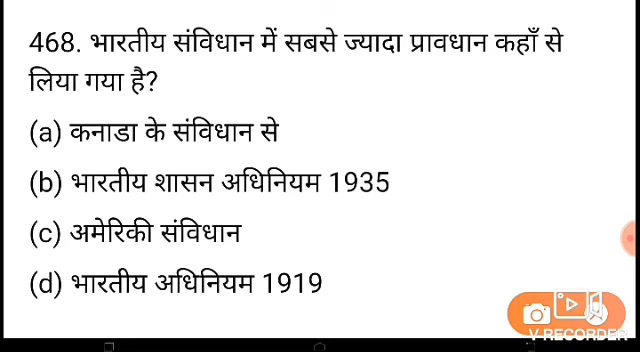 468. भारतीय संविधान में सबसे ज्यादा प्रावधान कहाँ से
लिया गया है?
(a) कनाडा के संविधान से
(b) भारतीय शासन अधिनियम 1935
(c) अमेरिकी संविधान
(d) भारतीय अधिनियम 1919
V RECORDER